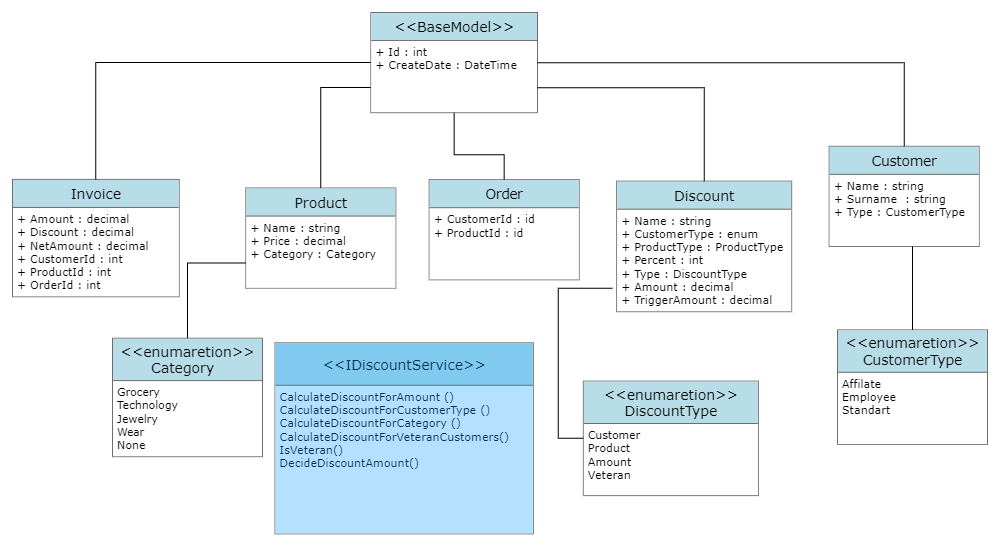 <<BaseModel>>
+ Id : int
+ CreateDate : DateTime
Invoice
+ Amount : decimal
+ Discount : decimal
+ NetAmount : decimal
+ CustomerId : int
+ ProductId : int
+ OrderId : int
Product
+ Name : string
+ Price : decimal
+ Category : Category
Order
+ CustomerId : id
+ ProductId : id
Discount
+ Name : string
+ CustomerType : enum
+ ProductType : ProductType
+ Percent : int
+ Type : DiscountType
+ Amount : decimal
+ TriggerAmount : decimal
Customer
+ Name : string
+ Surname : string
+ Type : CustomerType
<<enumaretion>>
Category
Grocery
Technology
Jewelry
Wear
None
<<IDiscountService>>
CalculateDiscountForAmount ()
CalculateDiscountForCustomerType ()
CalculateDiscountForCategory ()
CalculateDiscountForVeteranCustomers()
IsVeteran()
DecideDiscountAmount()
<<enumaretion>>
DiscountType
Customer
Product
Amount
Veteran
<<enumaretion>>
CustomerType
Affilate
Employee
Standart